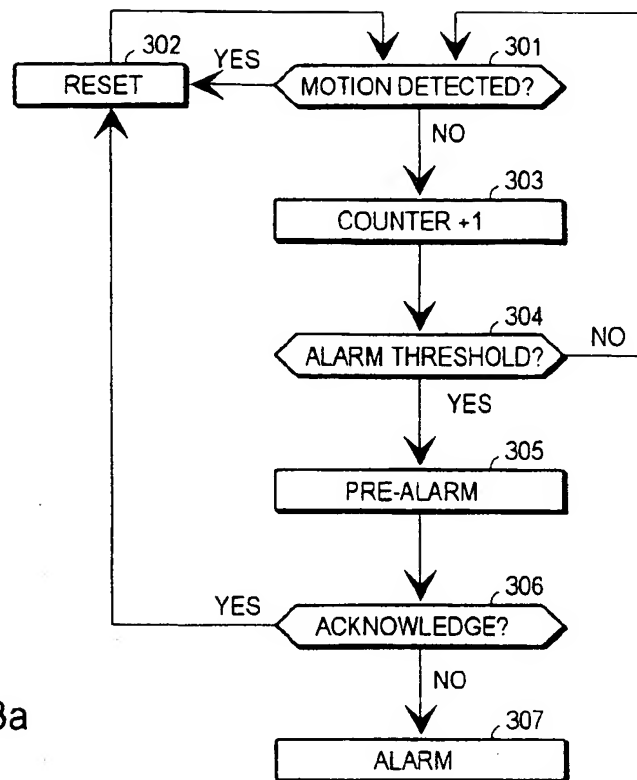 302
301
RESET
YES
MOTION DETECTED?
NO
303
COUNTER +1
304
ALARM THRESHOLD?
NO
YES
305
PRE-ALARM
306
YES
ACKNOWLEDGE?
NO
3a
307
ALARM